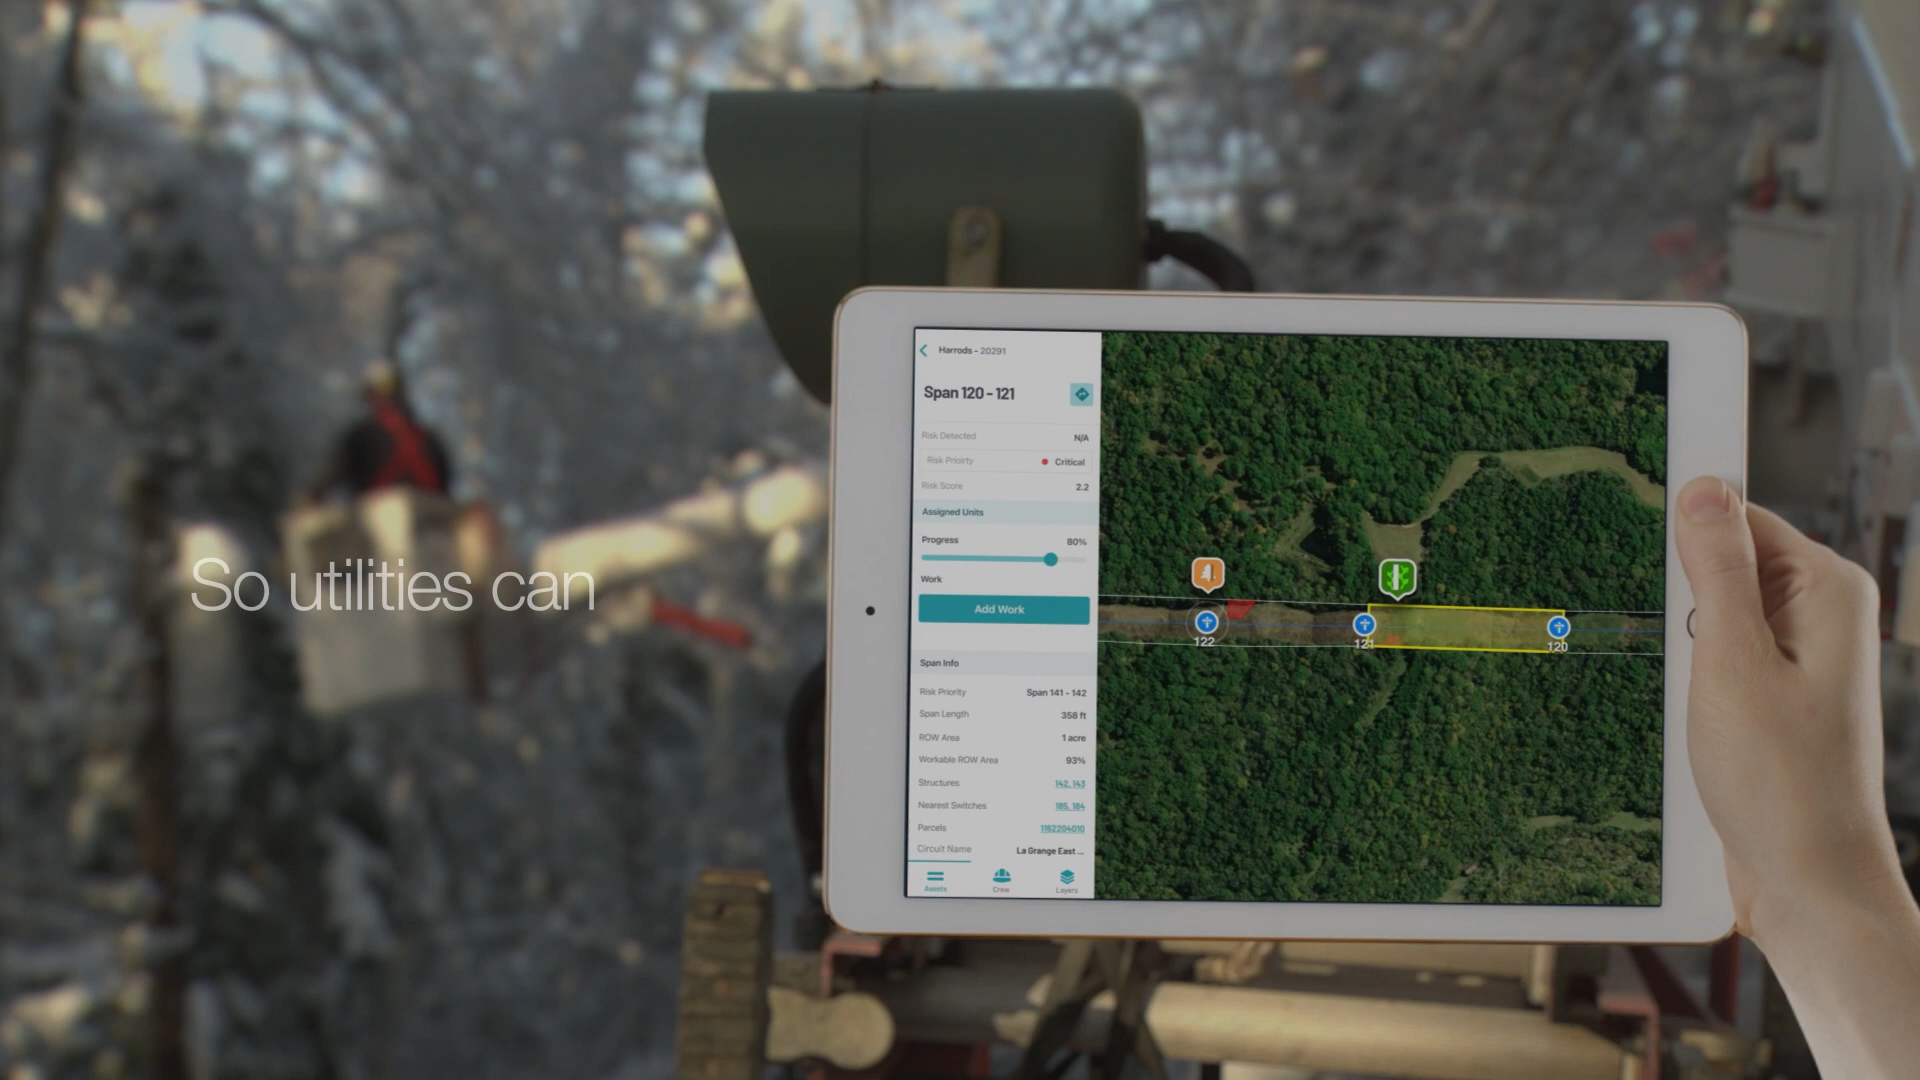 So utilities can
Harrods - 20291
Span 120 - 121
Risk Detected N/A
Risk Prioirty Critical
Risk Score 2.2
Assigned Units
Progress 80%
Work
Add Work
Span Info
Risk Priority Span 141 - 142
Span Length 358 ft
ROW Area 1 acre
Workable ROW Area 93%
Structures 142, 143
Nearest Switches 185, 184
Parcels 1162204010
Circuit Name La Grange East ...
Assets Crew Layers
122 121 120